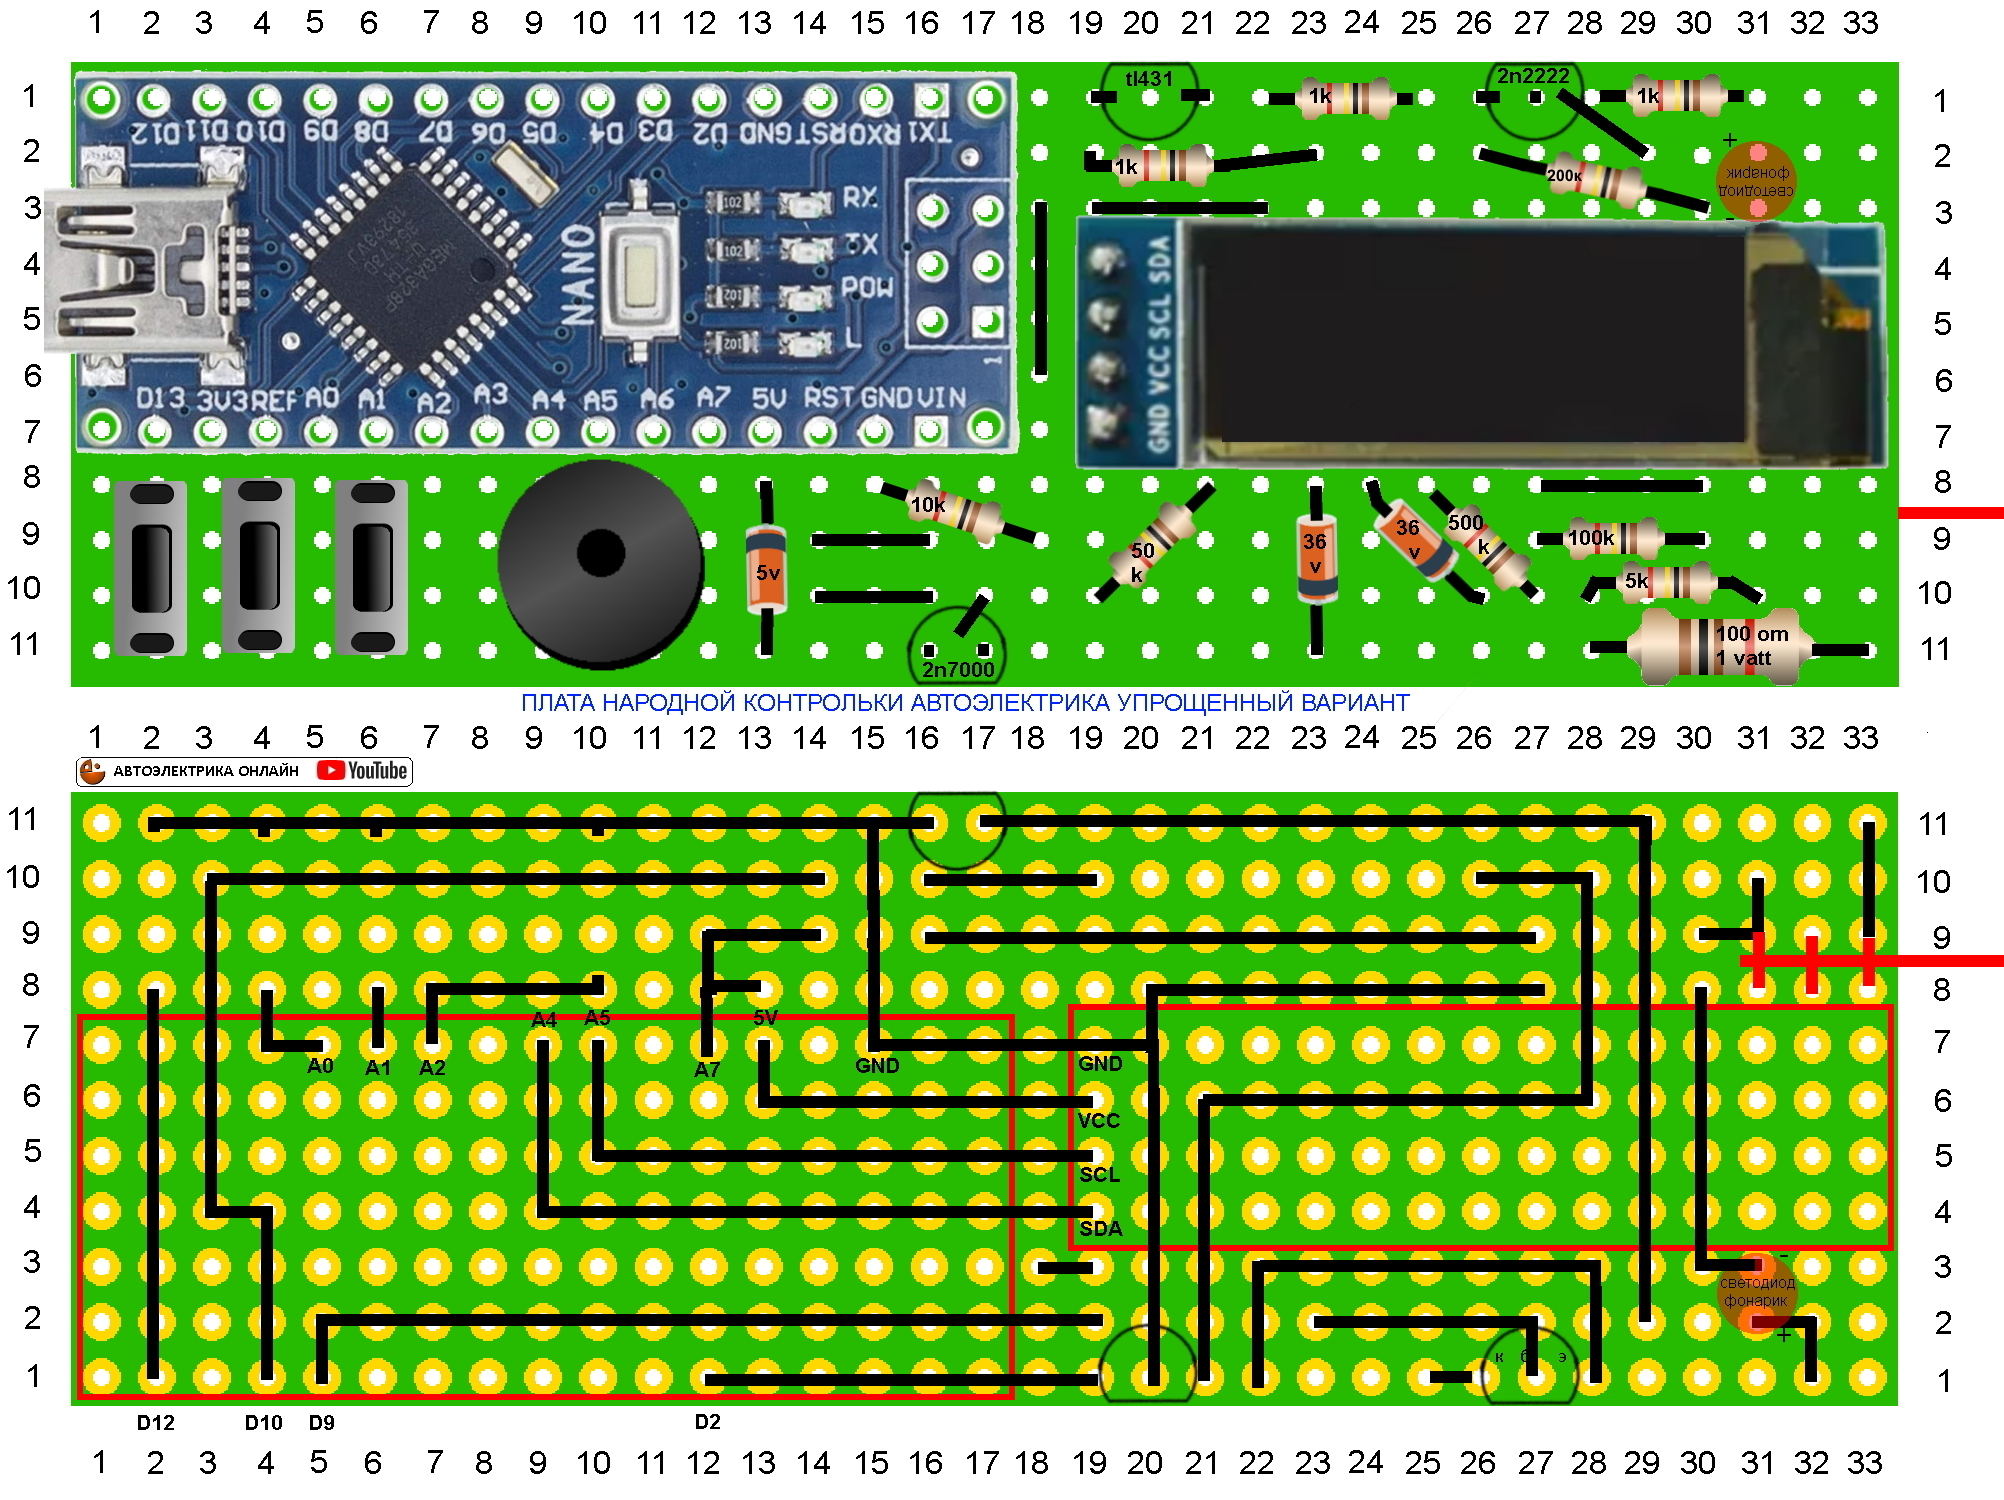 1 2 3 4 5 6 7 8 9 10 11 12 13 14 15 16 17 18 19 20 21 22 23 24 25 26 27 28 29 30 31 32 33
1 1
2 2
3 3
4 4
5 5
6 6
7 7
8 8
9 9
10 10
11 11
D12 D11 D10 D9 D8 D7 D6 D5 D4 D3 D2 GND RST RX0 TX1
NANO
102 RX
102 TX
102 POW
102 L
1
D13 3V3 REF A0 A1 A2 A3 A4 A5 A6 A7 5V RST GND VIN
tl431
1k
2n2222
1k
1k
200к
+
светодиод
фонарик
-
GND VCC SCL SDA
5v
10k
2n7000
50
k
36
v
36
v
500
k
100k
5k
100 om
1 vatt
ПЛАТА НАРОДНОЙ КОНТРОЛЬКИ АВТОЭЛЕКТРИКА УПРОЩЕННЫЙ ВАРИАНТ
1 2 3 4 5 6 7 8 9 10 11 12 13 14 15 16 17 18 19 20 21 22 23 24 25 26 27 28 29 30 31 32 33
АВТОЭЛЕКТРИКА ОНЛАЙН YouTube
11 11
10 10
9 9
8 8
7 7
6 6
5 5
4 4
3 3
2 2
1 1
A4 A5 5V
A0 A1 A2 A7 GND GND
VCC
SCL
SDA
-
светодиод
фонарик
+
к б э
D12 D10 D9 D2
1 2 3 4 5 6 7 8 9 10 11 12 13 14 15 16 17 18 19 20 21 22 23 24 25 26 27 28 29 30 31 32 33